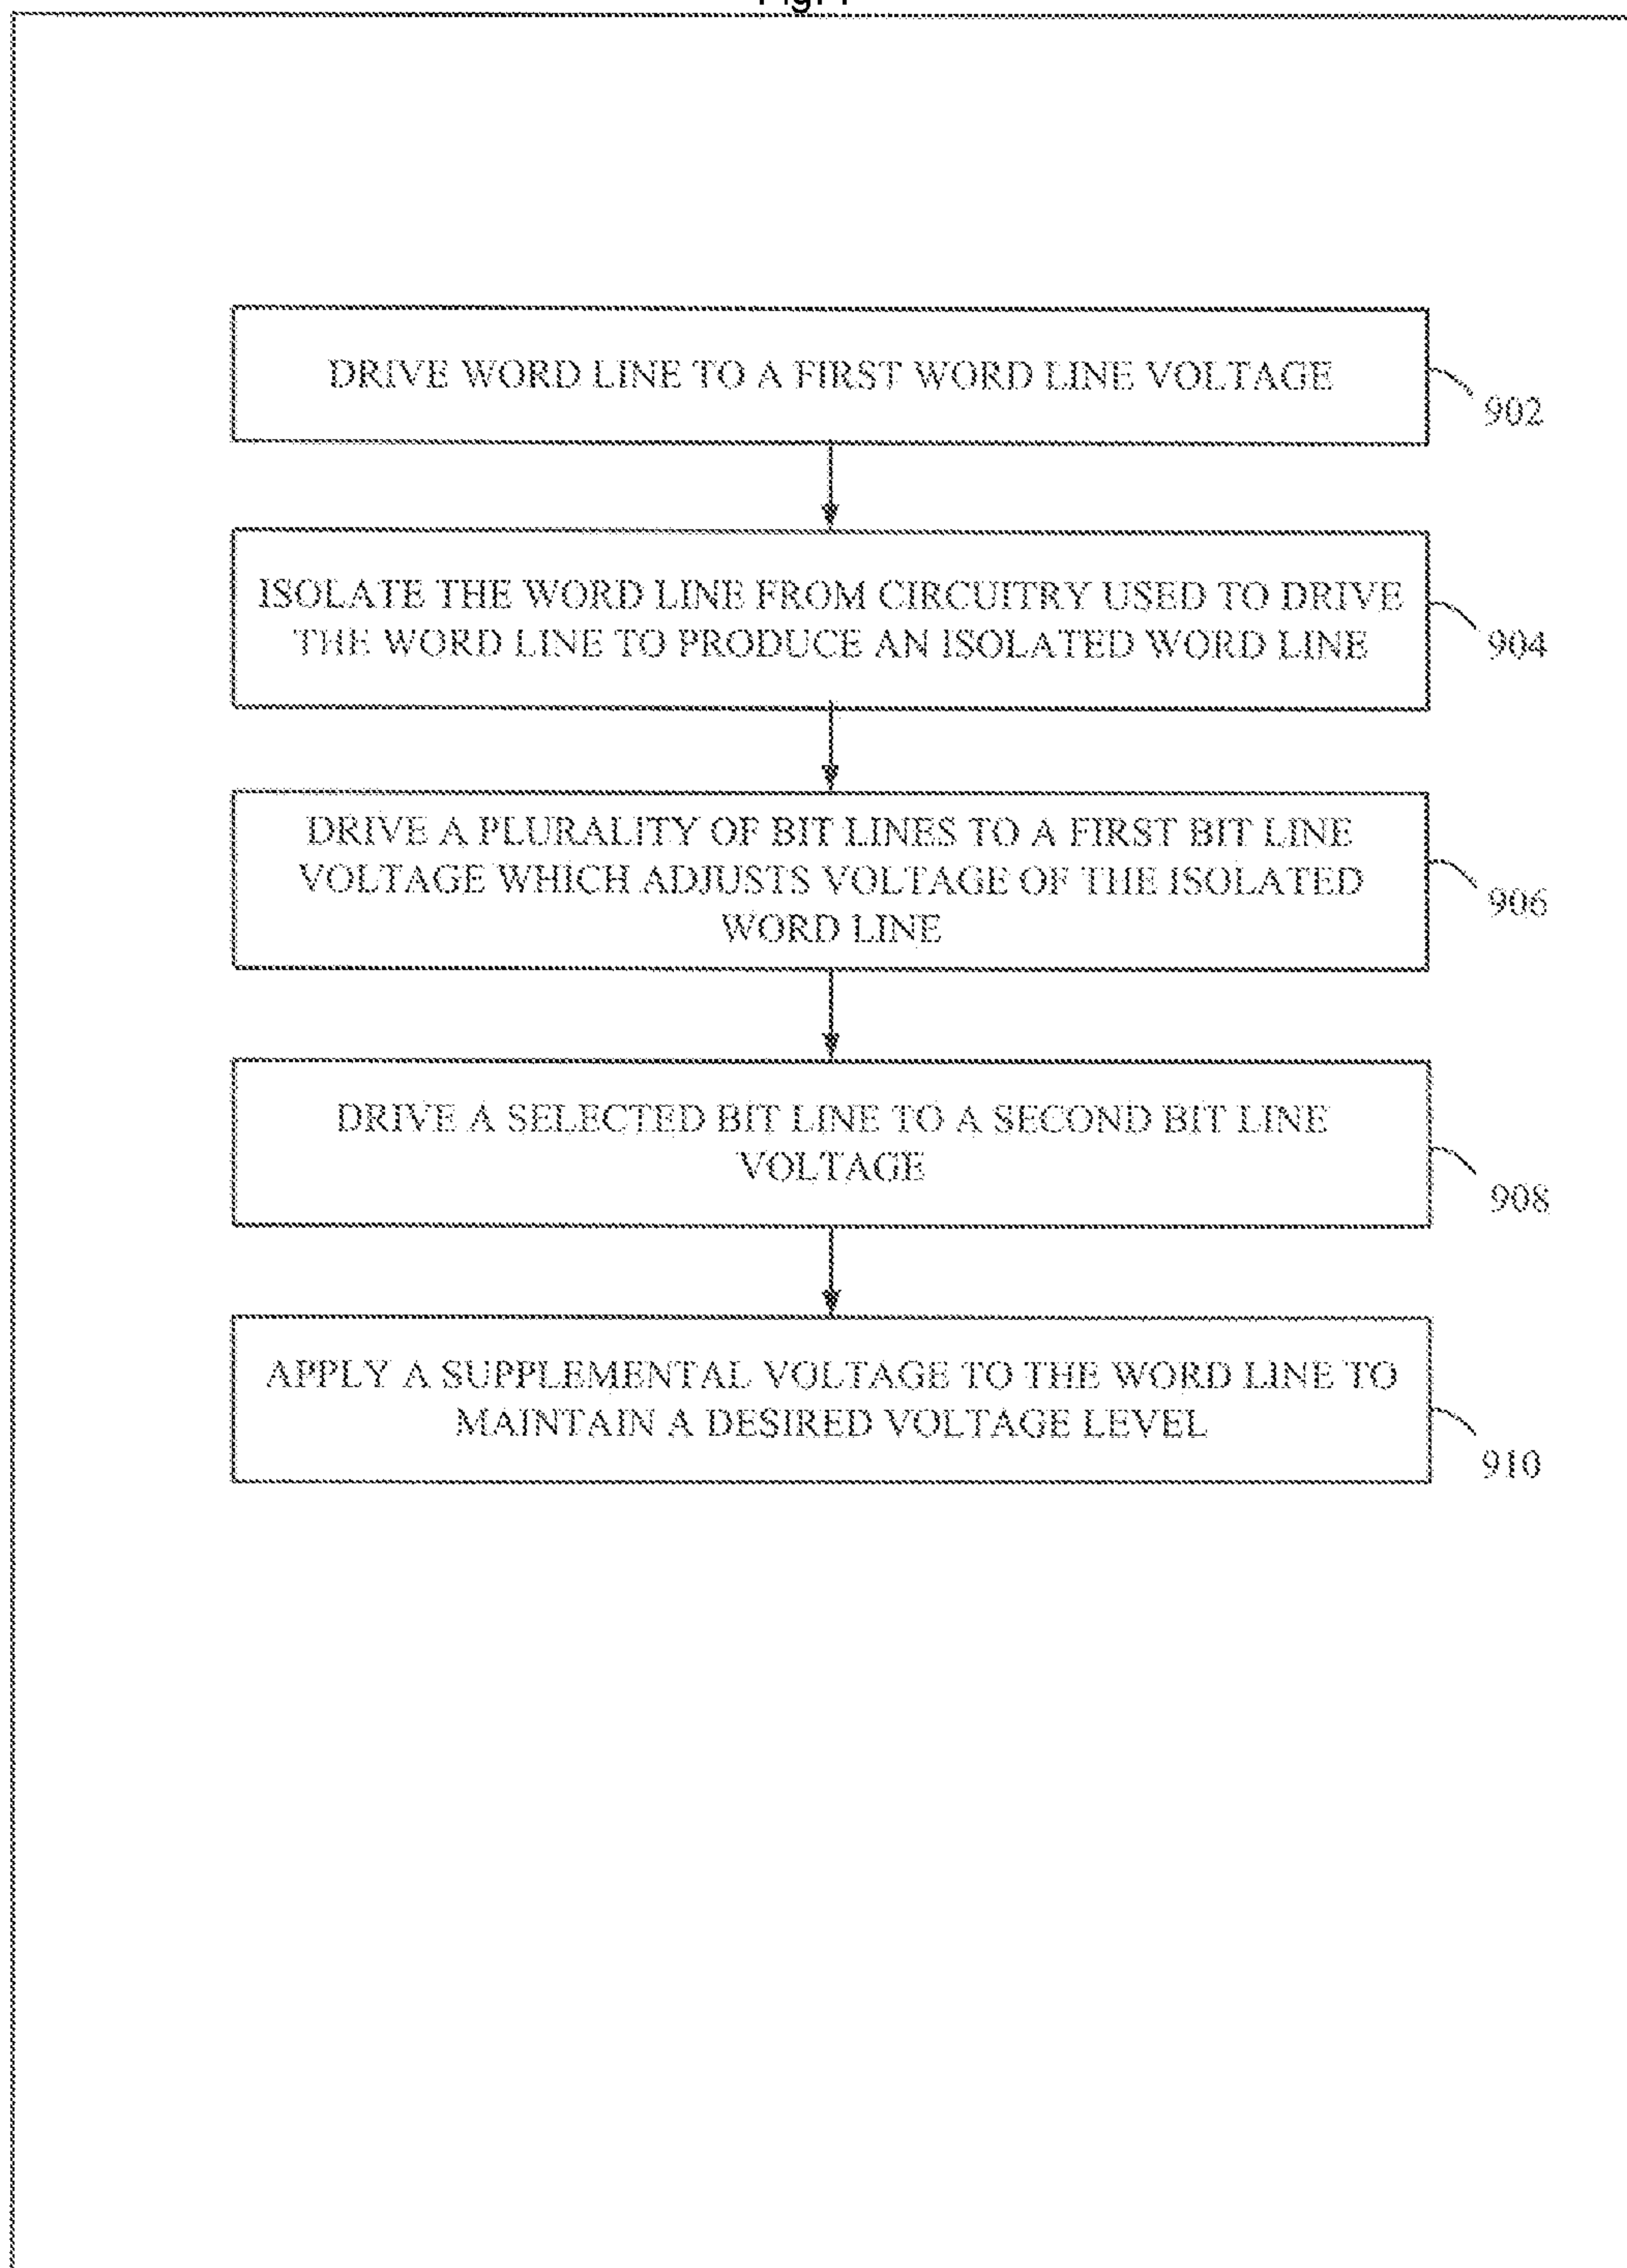 DRIVE WORD LINE TO A FIRST WORD LINE VOLTAGE
902
ISOLATE THE WORD LINE FROM CIRCUITRY USED TO DRIVE
THE WORD LINE TO PRODUCE AN ISOLATED WORD LINE
904
DRIVE A PLURALITY OF BIT LINES TO A FIRST BIT LINE
VOLTAGE WHICH ADJUSTS VOLTAGE OF THE ISOLATED
WORD LINE
906
DRIVE A SELECTED BIT LINE TO A SECOND BIT LINE
VOLTAGE
908
APPLY A SUPPLEMENTAL VOLTAGE TO THE WORD LINE TO
MAINTAIN A DESIRED VOLTAGE LEVEL
910